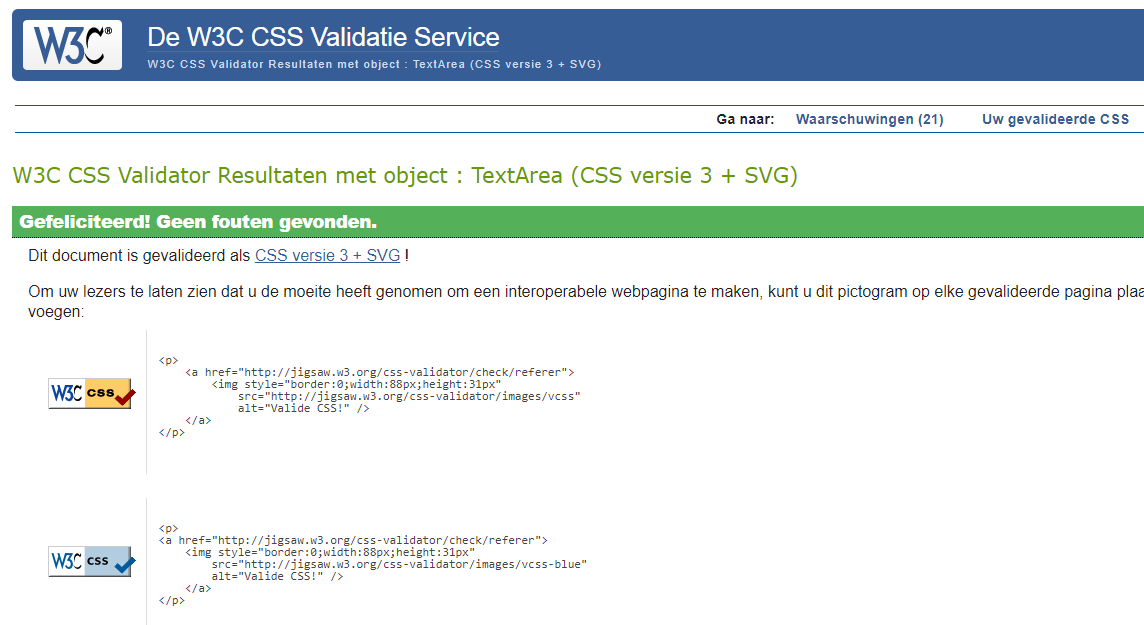 W3C®
De W3C CSS Validatie Service
W3C CSS Validator Resultaten met object : TextArea (CSS versie 3 + SVG)
Ga naar: Waarschuwingen (21) Uw gevalideerde CSS
W3C CSS Validator Resultaten met object : TextArea (CSS versie 3 + SVG)
Gefeliciteerd! Geen fouten gevonden.
Dit document is gevalideerd als CSS versie 3 + SVG !
Om uw lezers te laten zien dat u de moeite heeft genomen om een interoperabele webpagina te maken, kunt u dit pictogram op elke gevalideerde pagina plaa
voegen:
W3C css
<p>
<a href="http://jigsaw.w3.org/css-validator/check/referer">
<img style="border:0;width:88px;height:31px"
src="http://jigsaw.w3.org/css-validator/images/vcss"
alt="Valide CSS!" />
</a>
</p>
W3C css
<p>
<a href="http://jigsaw.w3.org/css-validator/check/referer">
<img style="border:0;width:88px;height:31px"
src="http://jigsaw.w3.org/css-validator/images/vcss-blue"
alt="Valide CSS!" />
</a>
</p>